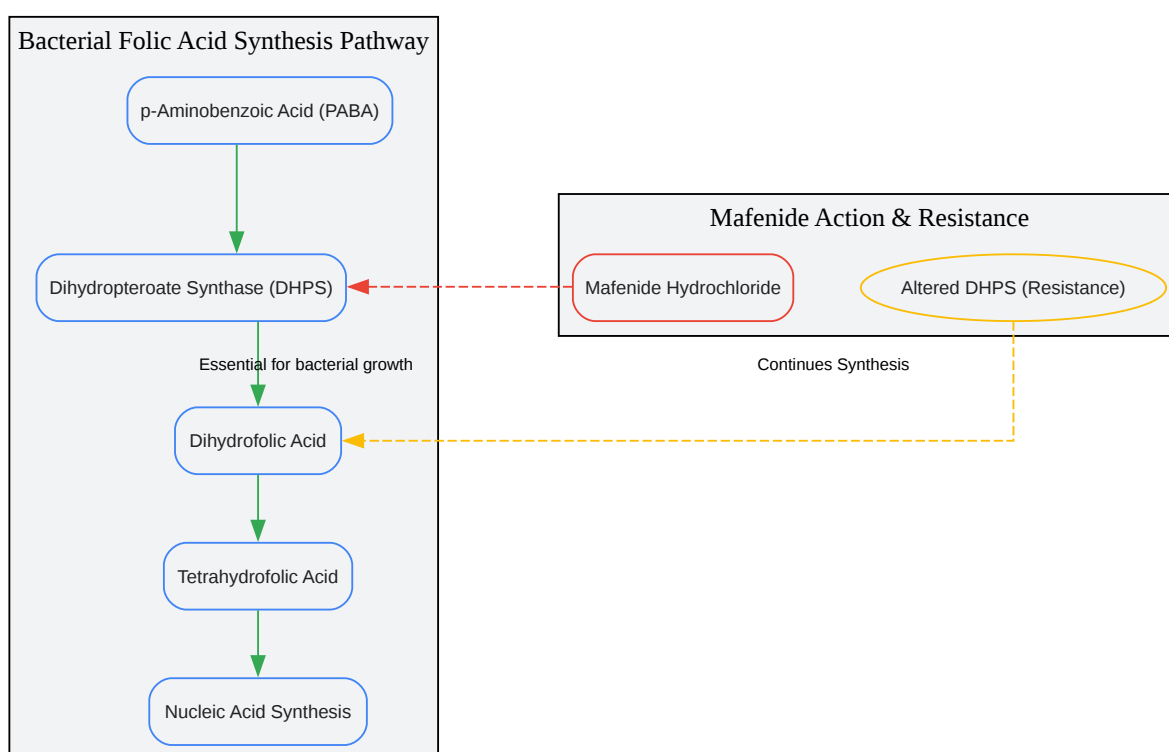 Bacterial Folic Acid Synthesis Pathway
p-Aminobenzoic Acid (PABA)
Mafenide Action & Resistance
Dihydropteroate Synthase (DHPS)
Mafenide Hydrochloride
Altered DHPS (Resistance)
Essential for bacterial growth
Continues Synthesis
Dihydrofolic Acid
Tetrahydrofolic Acid
Nucleic Acid Synthesis